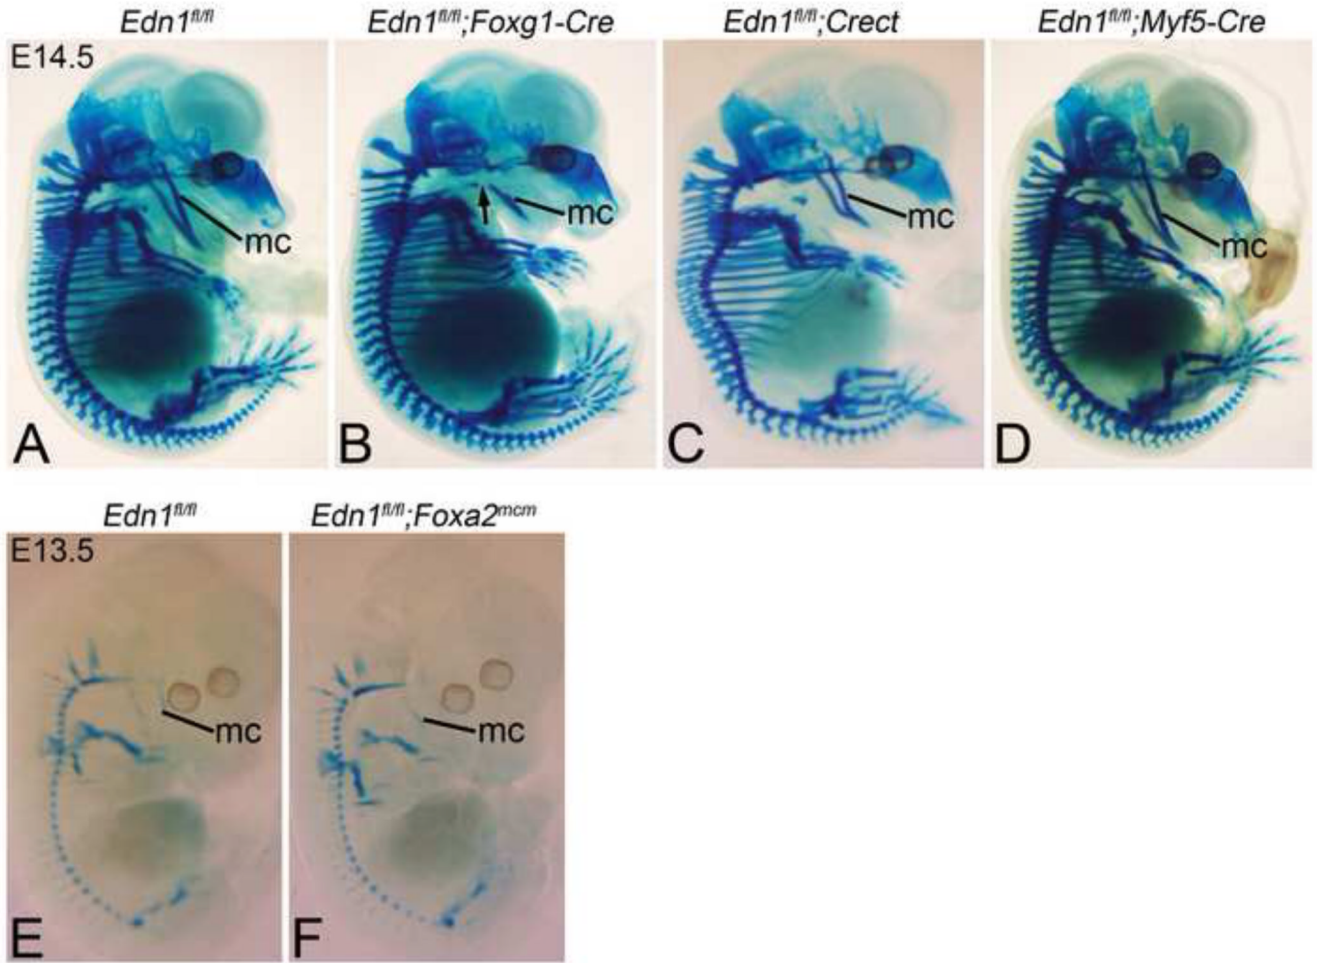 Edn1fl/fl Edn1fl/fl;Foxg1-Cre Edn1fl/fl;Crect Edn1fl/fl;Myf5-Cre
E14.5
mc mc mc mc
A B C D
Edn1fl/fl Edn1fl/fl;Foxa2mcm
E13.5
mc mc
E F